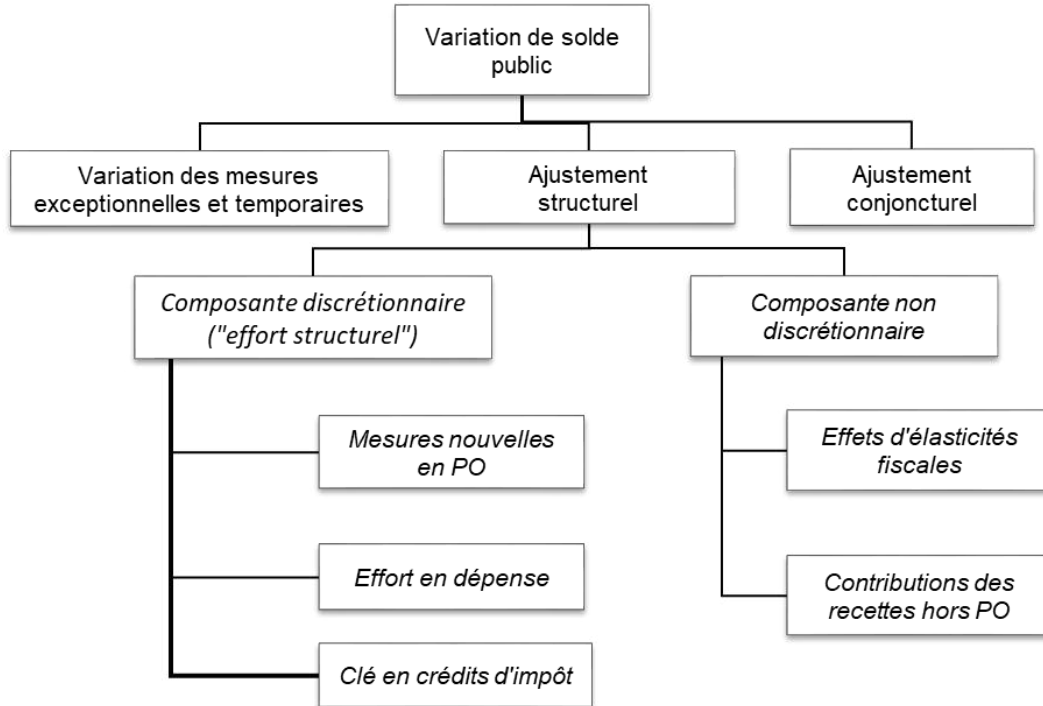 Variation de solde
public
Variation des mesures
exceptionnelles et temporaires
Ajustement
structurel
Ajustement
conjoncturel
Composante discrétionnaire
("effort structurel")
Composante non
discrétionnaire
Mesures nouvelles
en PO
Effets d'élasticités
fiscales
Effort en dépense
Contributions des
recettes hors PO
Clé en crédits d'impôt